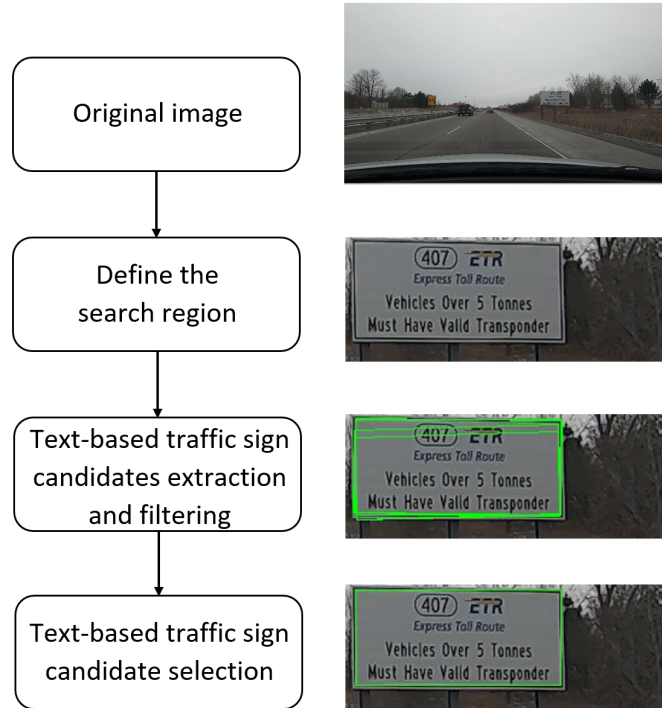 Original image
Define the
search region
407 ETR
Express Toll Route
Vehicles Over 5 Tonnes
Must Have Valid Transponder
Text-based traffic sign
candidates extraction
and filtering
407 ETR
Express Toll Route
Vehicles Over 5 Tonnes
Must Have Valid Transponder
Text-based traffic sign
candidate selection
407 ETR
Express Toll Route
Vehicles Over 5 Tonnes
Must Have Valid Transponder